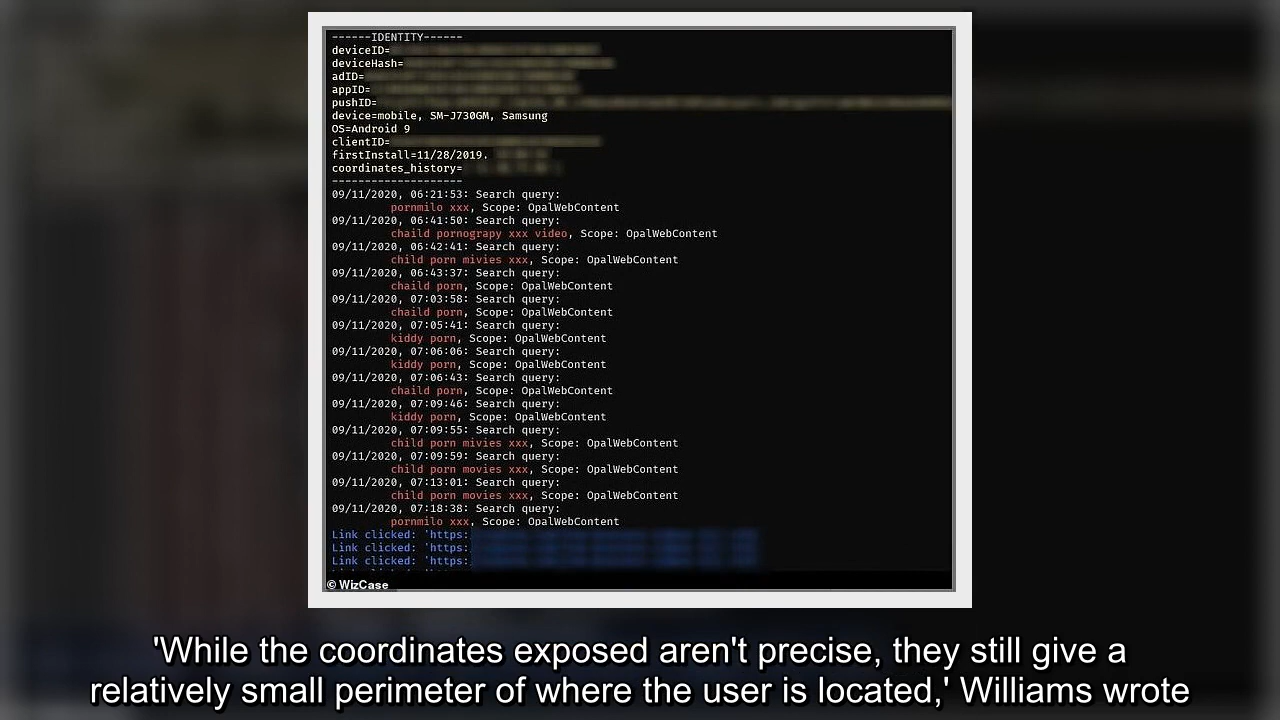 ------IDENTITY------
deviceID=
deviceHash=
adID=
appID=
pushID=
device=mobile, SM-J730GM, Samsung
OS=Android 9
clientID=
firstInstall=11/28/2019.
coordinates_history=
--------------------
09/11/2020, 06:21:53: Search query:
pornmilo xxx, Scope: OpalWebContent
09/11/2020, 06:41:50: Search query:
chaild pornograpy xxx video, Scope: OpalWebContent
09/11/2020, 06:42:41: Search query:
child porn mivies xxx, Scope: OpalWebContent
09/11/2020, 06:43:37: Search query:
chaild porn, Scope: OpalWebContent
09/11/2020, 07:03:58: Search query:
chaild porn, Scope: OpalWebContent
09/11/2020, 07:05:41: Search query:
kiddy porn, Scope: OpalWebContent
09/11/2020, 07:06:06: Search query:
kiddy porn, Scope: OpalWebContent
09/11/2020, 07:06:43: Search query:
chaild porn, Scope: OpalWebContent
09/11/2020, 07:09:46: Search query:
kiddy porn, Scope: OpalWebContent
09/11/2020, 07:09:55: Search query:
child porn mivies xxx, Scope: OpalWebContent
09/11/2020, 07:09:59: Search query:
child porn movies xxx, Scope: OpalWebContent
09/11/2020, 07:13:01: Search query:
child porn movies xxx, Scope: OpalWebContent
09/11/2020, 07:18:38: Search query:
pornmilo xxx, Scope: OpalWebContent
Link clicked: 'https:
Link clicked: 'https:
Link clicked: 'https:
© WizCase
'While the coordinates exposed aren't precise, they still give a
relatively small perimeter of where the user is located,' Williams wrote